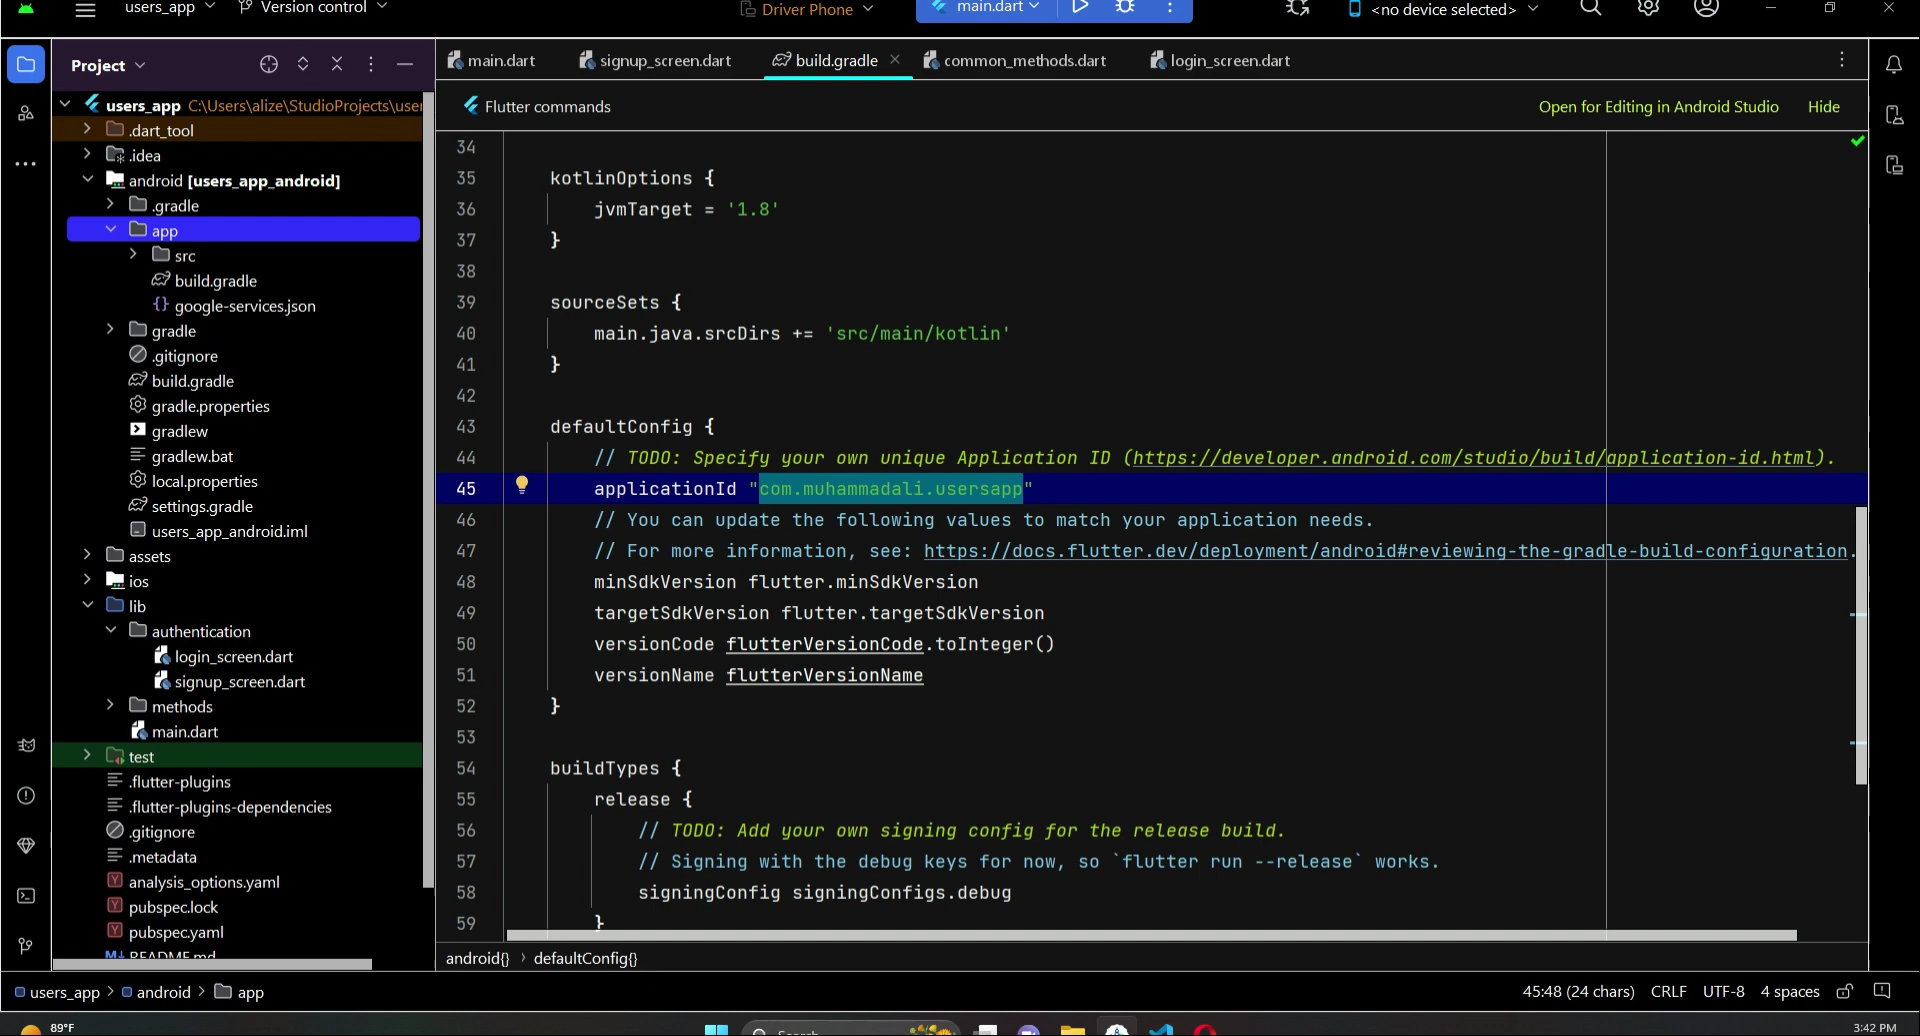 users_app
Version control
Driver Phone
main.dart
<no device selected>
Project
main.dart
signup_screen.dart
build.gradle
common_methods.dart
login_screen.dart
Flutter commands
Open for Editing in Android Studio
Hide
users_app C:\Users\alize\StudioProjects\user
.dart_tool
.idea
android [users_app_android]
.gradle
app
src
build.gradle
google-services.json
gradle
.gitignore
build.gradle
gradle.properties
gradlew
gradlew.bat
local.properties
settings.gradle
users_app_android.iml
assets
ios
lib
authentication
login_screen.dart
signup_screen.dart
methods
main.dart
test
.flutter-plugins
.flutter-plugins-dependencies
.gitignore
.metadata
analysis_options.yaml
pubspec.lock
pubspec.yaml
README.md
34
35 kotlinOptions {
36 jvmTarget = '1.8'
37 }
38
39 sourceSets {
40 main.java.srcDirs += 'src/main/kotlin'
41 }
42
43 defaultConfig {
44 // TODO: Specify your own unique Application ID (https://developer.android.com/studio/build/application-id.html).
45 applicationId "com.muhammadali.usersapp"
46 // You can update the following values to match your application needs.
47 // For more information, see: https://docs.flutter.dev/deployment/android#reviewing-the-gradle-build-configuration.
48 minSdkVersion flutter.minSdkVersion
49 targetSdkVersion flutter.targetSdkVersion
50 versionCode flutterVersionCode.toInteger()
51 versionName flutterVersionName
52 }
53
54 buildTypes {
55 release {
56 // TODO: Add your own signing config for the release build.
57 // Signing with the debug keys for now, so `flutter run --release` works.
58 signingConfig signingConfigs.debug
59 }
android{} › defaultConfig{}
users_app > android > app
45:48 (24 chars) CRLF UTF-8 4 spaces
89°F
Search
3:42 PM